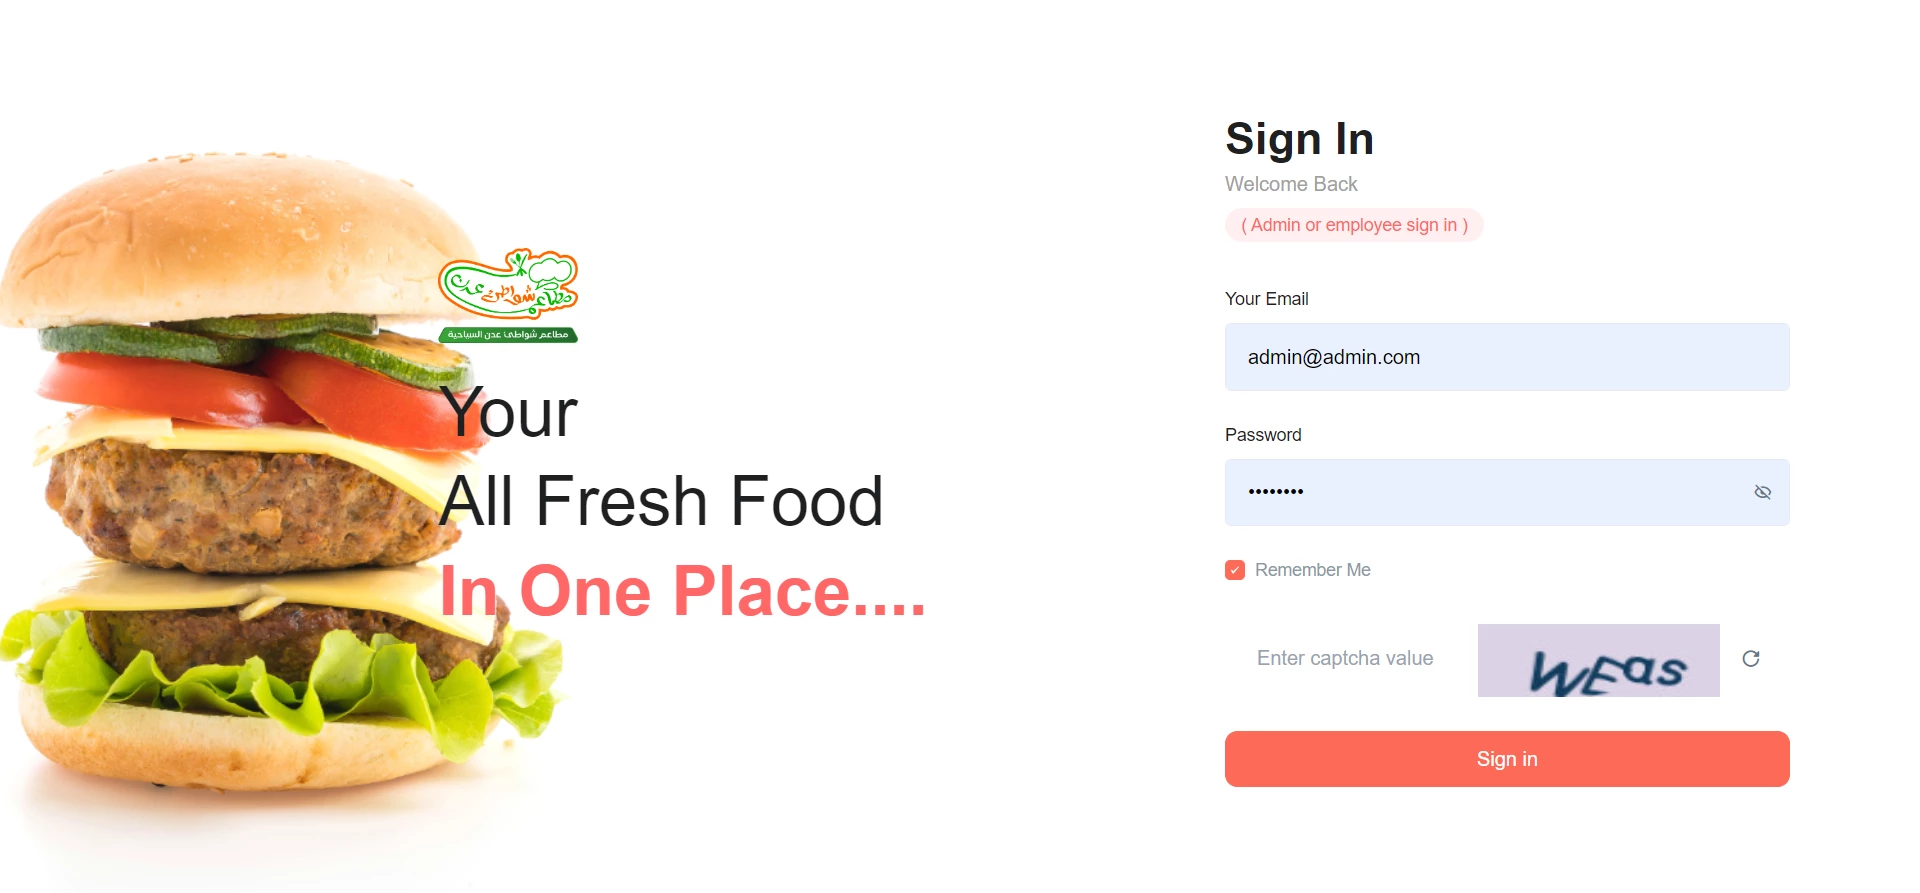 مطاعم شواطئ عدن
مطاعم شواطئ عدن السياحية
Your
All Fresh Food
In One Place....
Sign In
Welcome Back
( Admin or employee sign in )
Your Email
admin@admin.com
Password
••••••••
Remember Me
Enter captcha value
WEas
Sign in